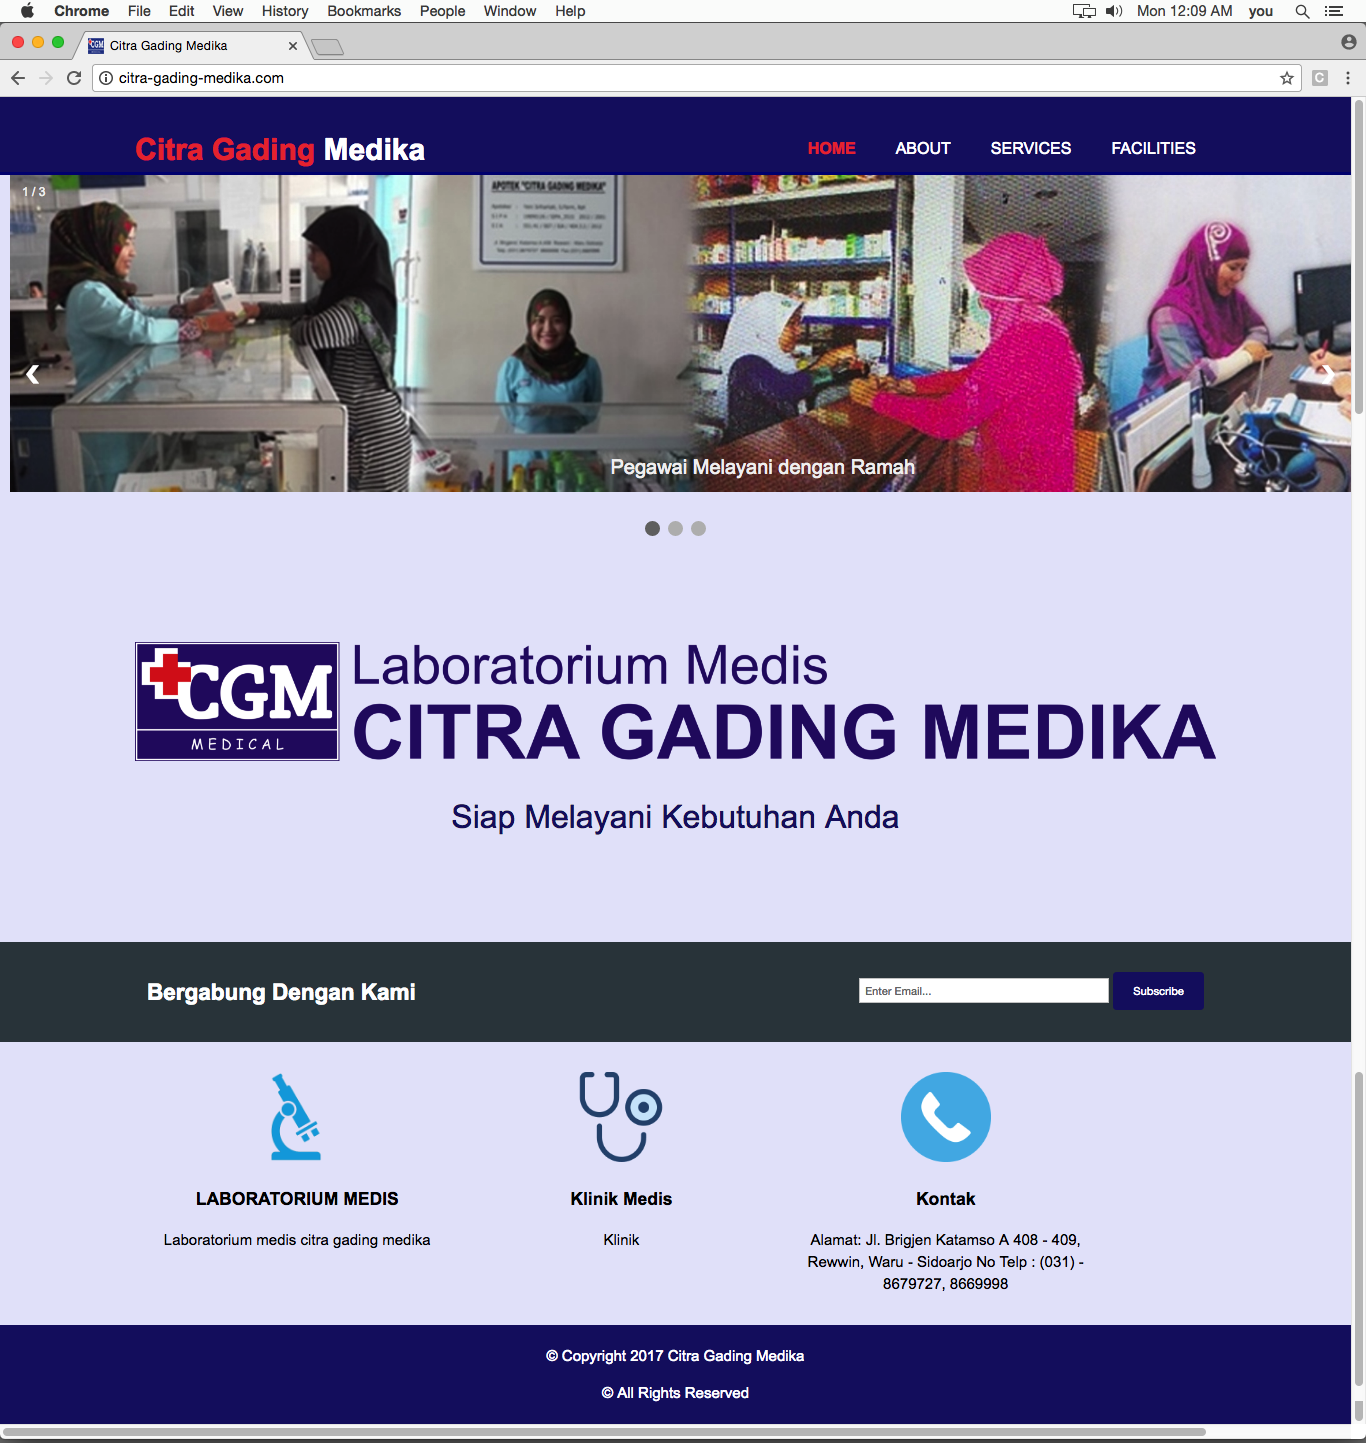 Chrome File Edit View History Bookmarks People Window Help Mon 12:09 AM you
CGM Citra Gading Medika
citra-gading-medika.com
C
Citra Gading Medika HOME ABOUT SERVICES FACILITIES
1 / 3
APOTEK "CITRA GADING MEDIKA"
Pegawai Melayani dengan Ramah
CGM
MEDICAL
Laboratorium Medis
CITRA GADING MEDIKA
Siap Melayani Kebutuhan Anda
Bergabung Dengan Kami Enter Email... Subscribe
LABORATORIUM MEDIS
Laboratorium medis citra gading medika
Klinik Medis
Klinik
Kontak
Alamat: Jl. Brigjen Katamso A 408 - 409,
Rewwin, Waru - Sidoarjo No Telp : (031) -
8679727, 8669998
© Copyright 2017 Citra Gading Medika
© All Rights Reserved